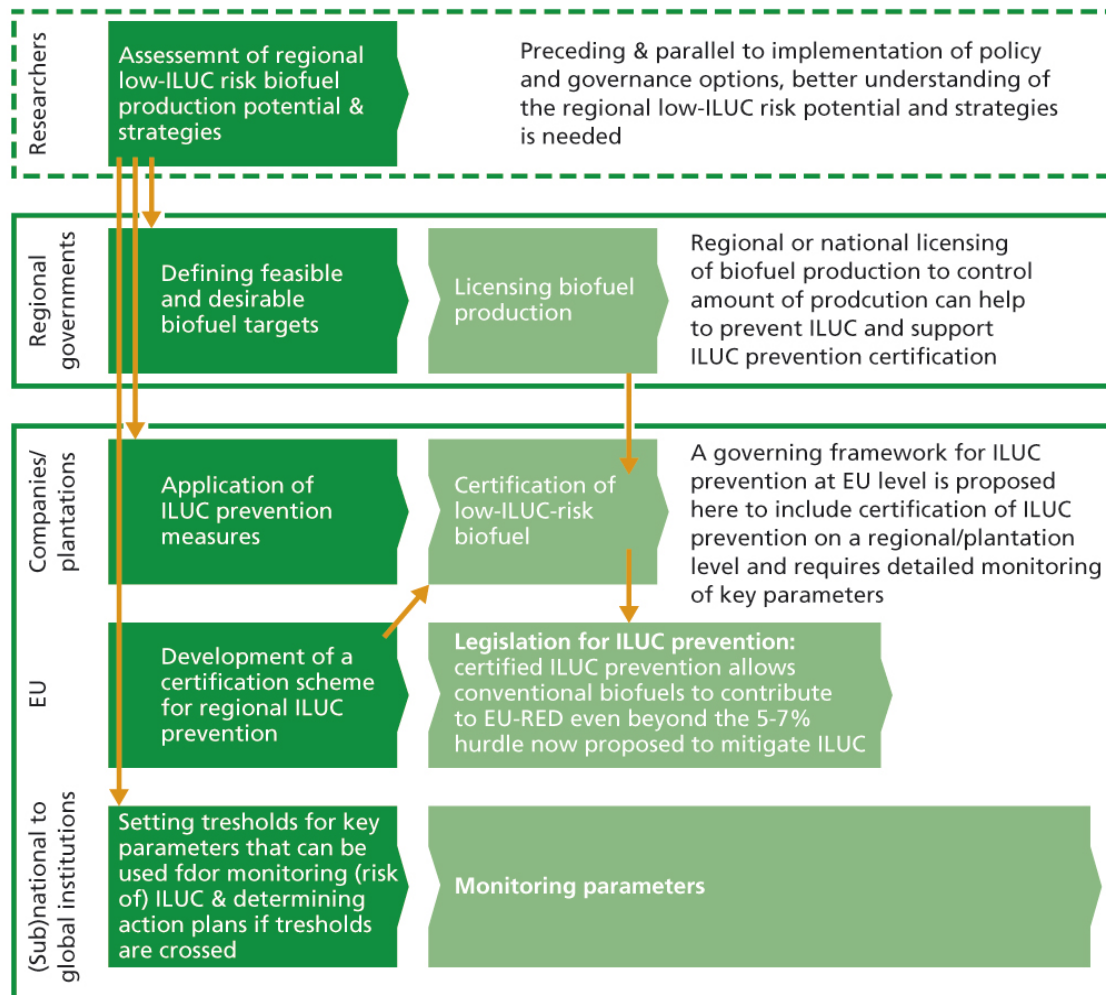 Researchers
Assessemnt of regional
low-ILUC risk biofuel
production potential &
strategies
Preceding & parallel to implementation of policy
and governance options, better understanding of
the regional low-ILUC risk potential and strategies
is needed
Regional
governments
Defining feasible
and desirable
biofuel targets
Licensing biofuel
production
Regional or national licensing
of biofuel production to control
amount of prodcution can help
to prevent ILUC and support
ILUC prevention certification
Companies/
plantations
Application of
ILUC prevention
measures
Certification of
low-ILUC-risk
biofuel
A governing framework for ILUC
prevention at EU level is proposed
here to include certification of ILUC
prevention on a regional/plantation
level and requires detailed monitoring
of key parameters
EU
Development of a
certification scheme
for regional ILUC
prevention
Legislation for ILUC prevention:
certified ILUC prevention allows
conventional biofuels to contribute
to EU-RED even beyond the 5-7%
hurdle now proposed to mitigate ILUC
(Sub)national to
global institutions
Setting tresholds for key
parameters that can be
used fdor monitoring (risk
of) ILUC & determining
action plans if tresholds
are crossed
Monitoring parameters